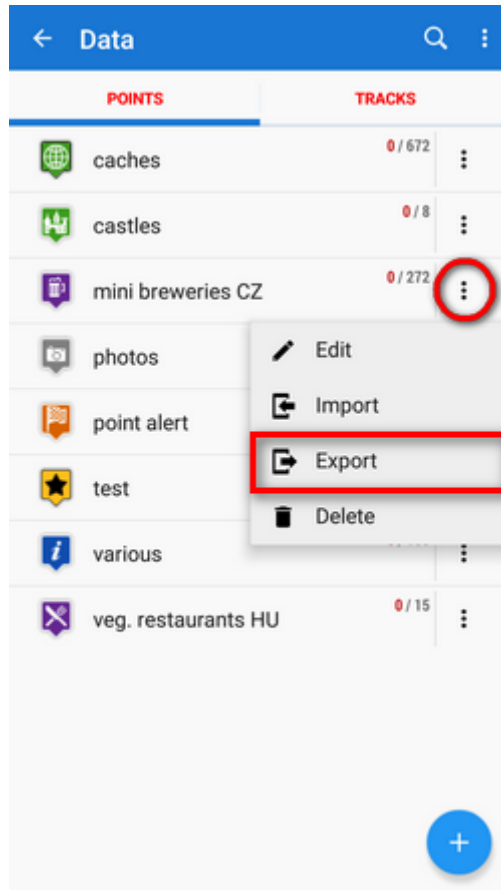 Data
POINTS
TRACKS
caches
0 / 672
castles
0 / 8
mini breweries CZ
0 / 272
photos
point alert
test
various
veg. restaurants HU
0 / 15
Edit
Import
Export
Delete